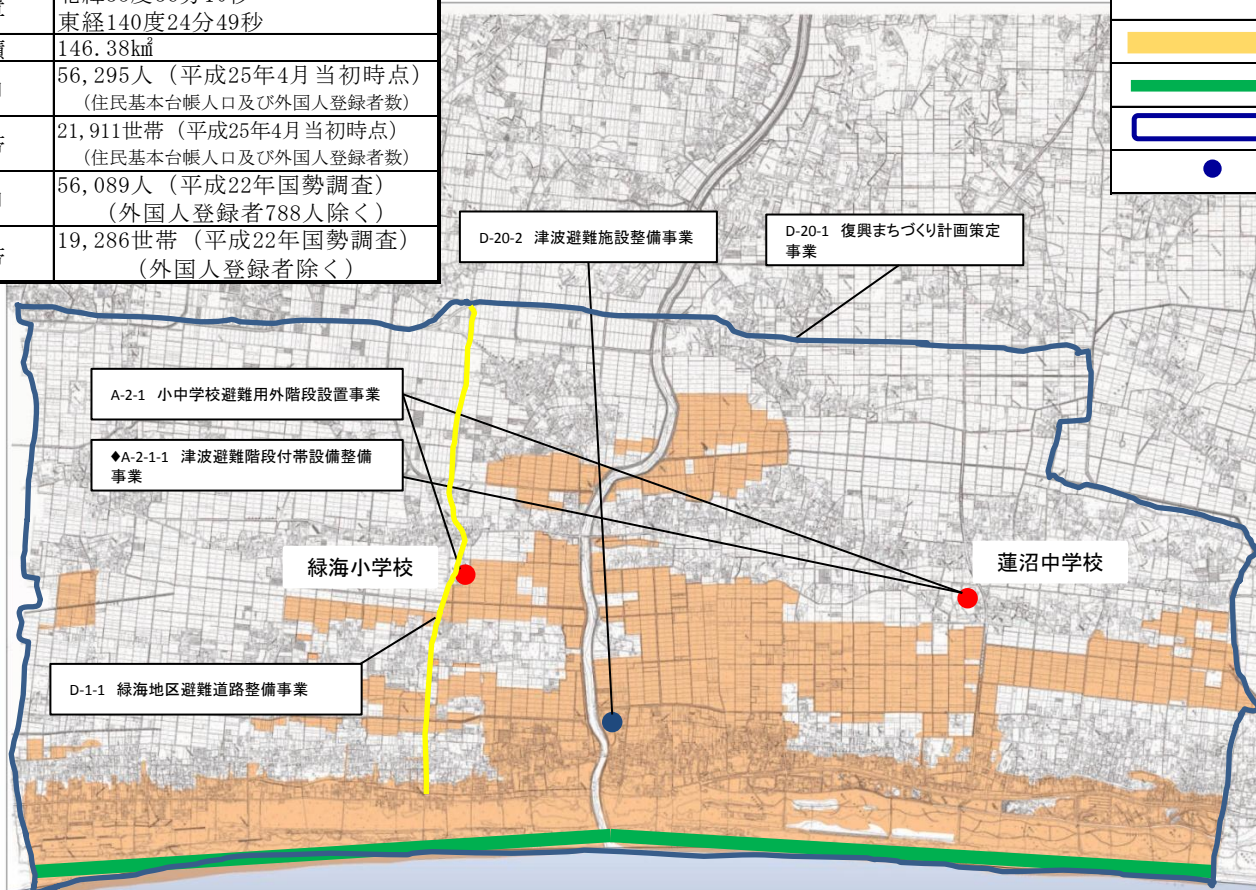 東経140度24分49秒
146.38k㎡
56,295人（平成25年4月当初時点）
（住民基本台帳人口及び外国人登録者数）
21,911世帯（平成25年4月当初時点）
（住民基本台帳人口及び外国人登録者数）
56,089人（平成22年国勢調査）
（外国人登録者788人除く）
19,286世帯（平成22年国勢調査）
（外国人登録者除く）
D-20-2 津波避難施設整備事業
D-20-1 復興まちづくり計画策定
事業
A-2-1 小中学校避難用外階段設置事業
◆A-2-1-1 津波避難階段付帯設備整備
事業
緑海小学校
蓮沼中学校
D-1-1 緑海地区避難道路整備事業